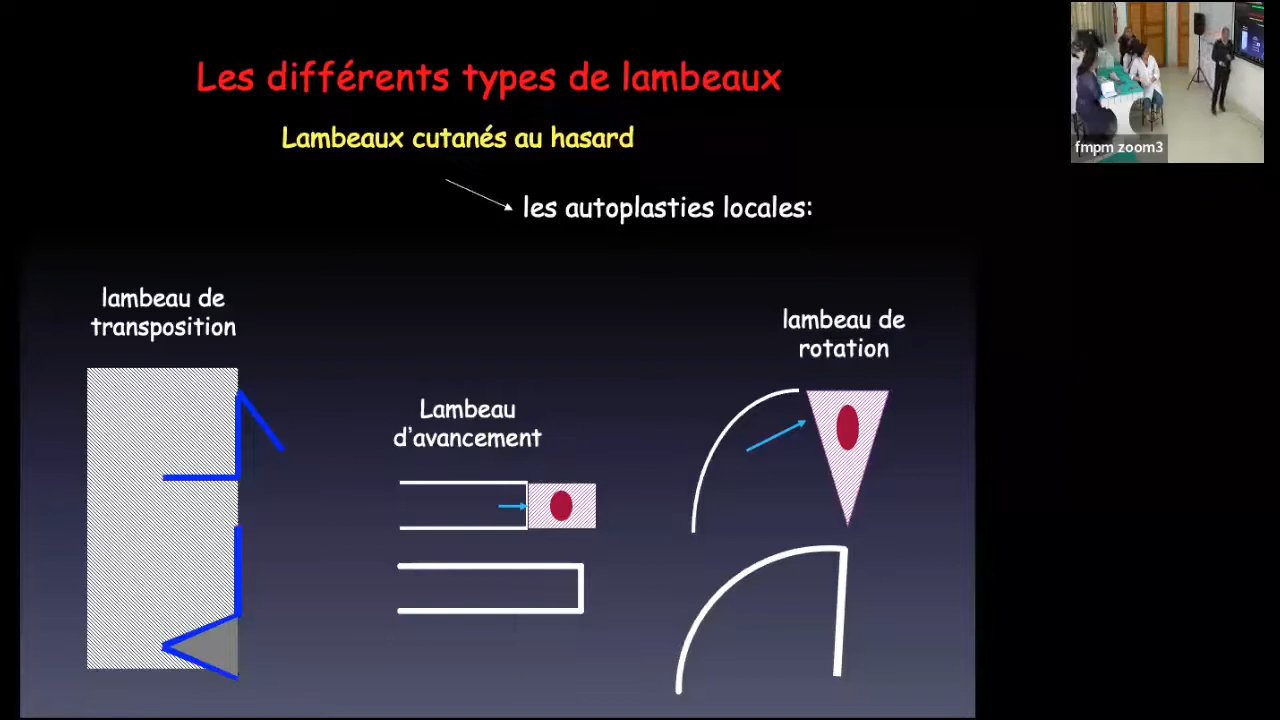 Les différents types de lambeaux
fmpm zoom3
Lambeaux cutanés au hasard
les autoplasties locales:
lambeau de
transposition
Lambeau
d’avancement
lambeau de
rotation